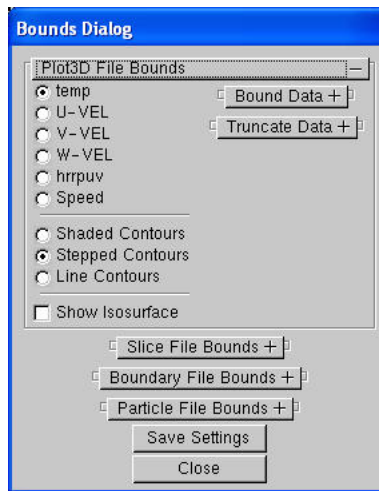 Bounds Dialog
Plot3D File Bounds –
temp
Bound Data +
U-VEL
V-VEL
Truncate Data +
W-VEL
hrrpuv
Speed
Shaded Contours
Stepped Contours
Line Contours
Show Isosurface
Slice File Bounds +
Boundary File Bounds +
Particle File Bounds +
Save Settings
Close